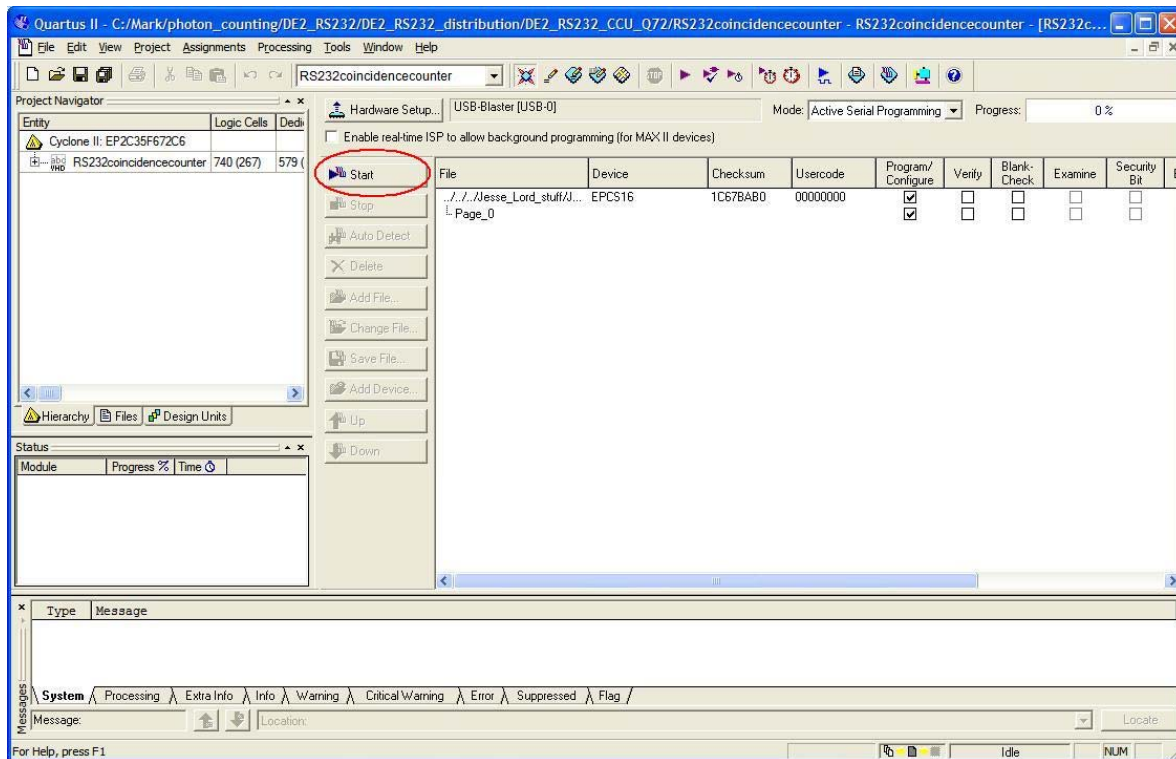 Quartus II - C:/Mark/photon_counting/DE2_RS232/DE2_RS232_distribution/DE2_RS232_CCU_Q72/RS232coincidencecounter - RS232coincidencecounter - [RS232c...
File Edit View Project Assignments Processing Tools Window Help
RS232coincidencecounter
Project Navigator
Entity Logic Cells Dedi
Cyclone II: EP2C35F672C6
abd VHD RS232coincidencecounter 740 (267) 579 (
Hierarchy Files Design Units
Status
Module Progress % Time
Hardware Setup... USB-Blaster [USB-0] Mode: Active Serial Programming Progress: 0 %
Enable real-time ISP to allow background programming (for MAX II devices)
Start
Stop
Auto Detect
Delete
Add File...
Change File...
Save File...
Add Device...
Up
Down
File Device Checksum Usercode Program/ Configure Verify Blank- Check Examine Security Bit
../../../Jesse_Lord_stuff/J... EPCS16 1C67BAB0 00000000
Page_0
Type Message
Messages
System Processing Extra Info Info Warning Critical Warning Error Suppressed Flag
Message: Location: Locate
For Help, press F1 Idle NUM